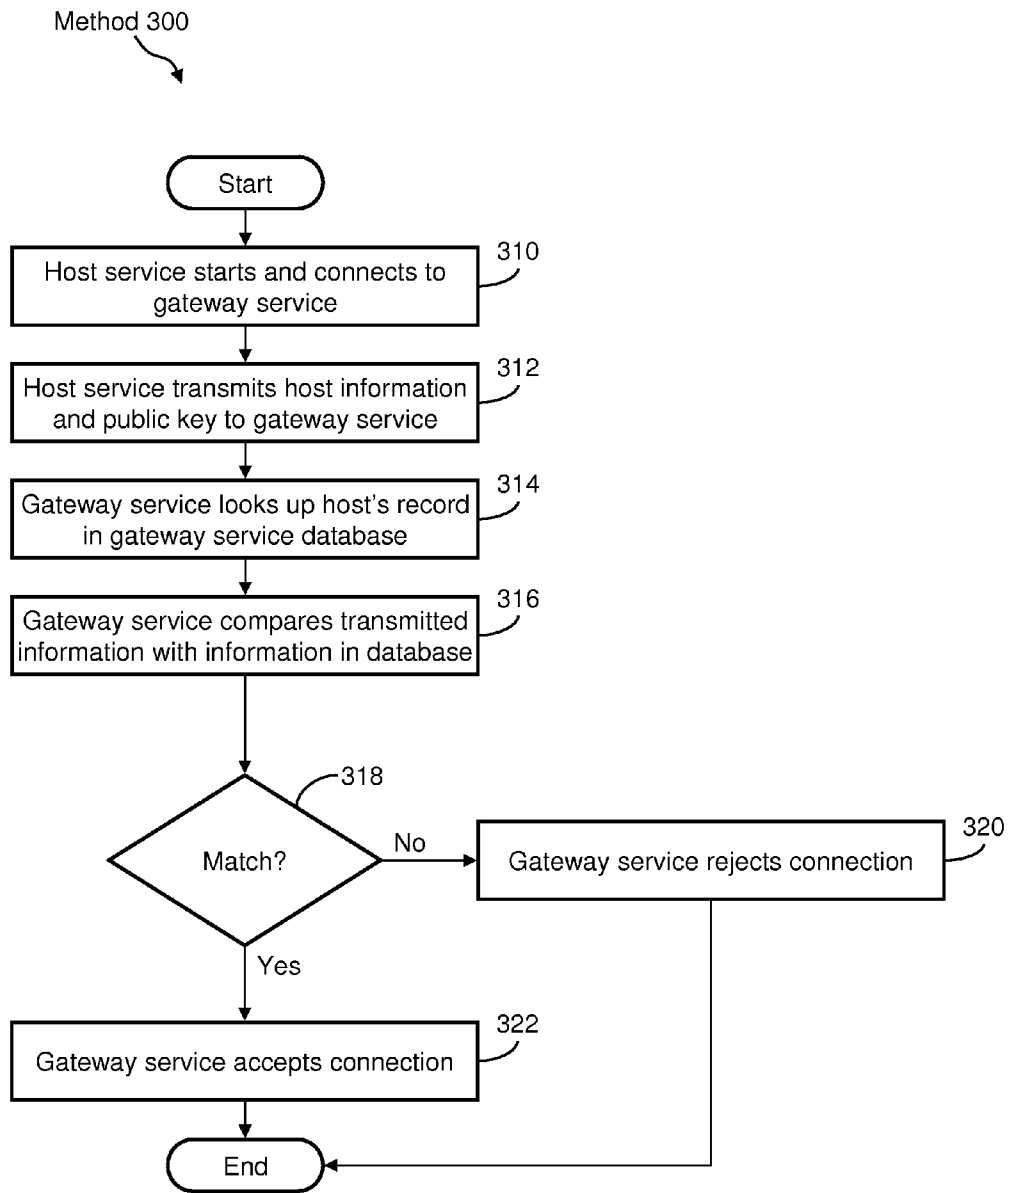 Method 300
Start
310
Host service starts and connects to
gateway service
312
Host service transmits host information
and public key to gateway service
314
Gateway service looks up host's record
in gateway service database
316
Gateway service compares transmitted
information with information in database
318
Match?
No
320
Gateway service rejects connection
Yes
322
Gateway service accepts connection
End